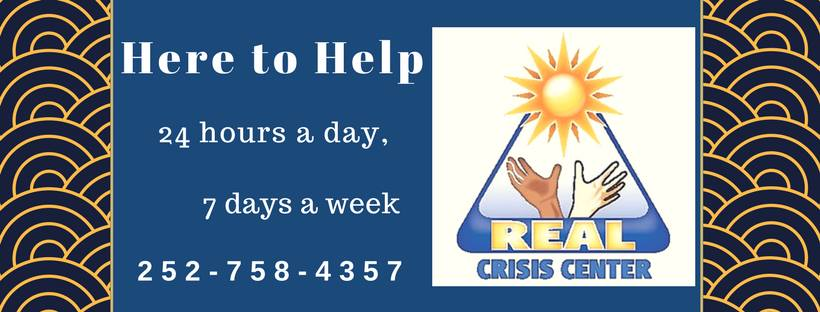 Here to Help
24 hours a day,
7 days a week
252-758-4357
REAL
CRISIS CENTER